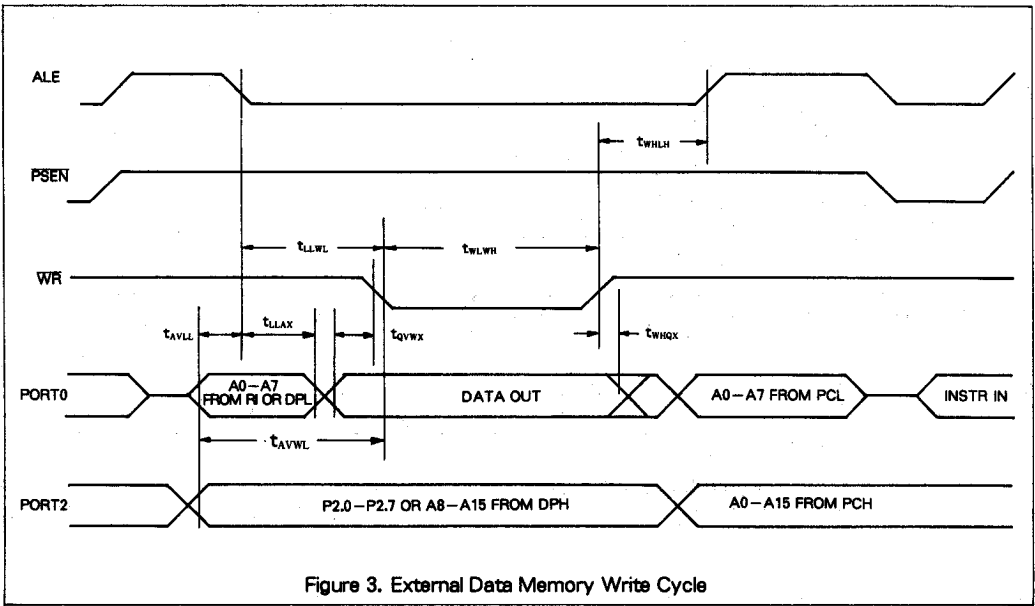 ALE
tWHLH
PSEN
tLLWL
tWLWH
WR
tAVLL
tLLAX
tQVWX
tWHQX
PORT0
A0-A7
FROM RI OR DPL
DATA OUT
A0-A7 FROM PCL
INSTR IN
tAVWL
PORT2
P2.0-P2.7 OR A8-A15 FROM DPH
A0-A15 FROM PCH
Figure 3. External Data Memory Write Cycle